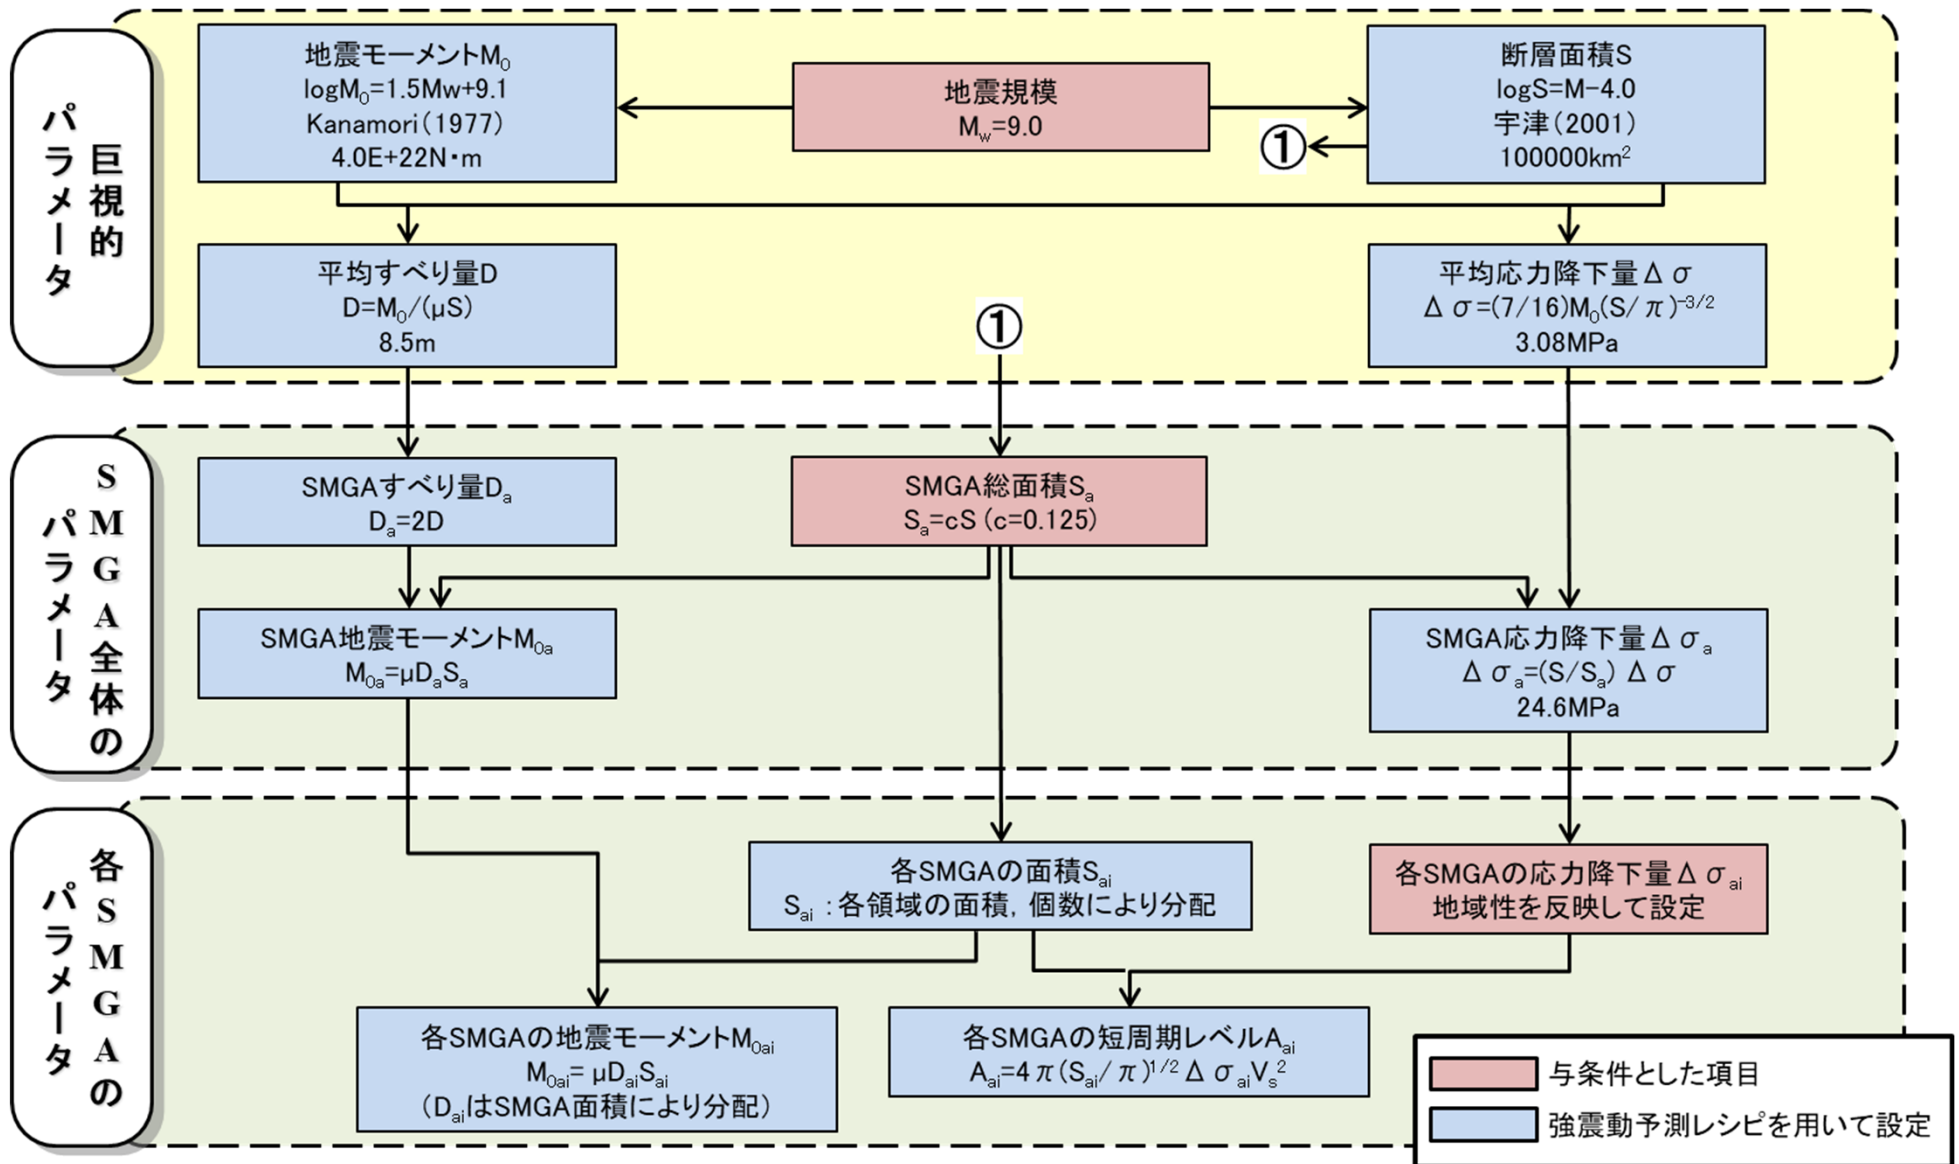 巨視的
パラメータ
地震モーメントM0
logM0=1.5Mw+9.1
Kanamori(1977)
4.0E+22N・m
地震規模
Mw=9.0
断層面積S
logS=M-4.0
宇津(2001)
100000km2
①
平均すべり量D
D=M0/(μS)
8.5m
①
平均応力降下量Δσ
Δσ=(7/16)M0(S/π)-3/2
3.08MPa
SMGA全体の
パラメータ
SMGAすべり量Da
Da=2D
SMGA総面積Sa
Sa=cS(c=0.125)
SMGA地震モーメントM0a
M0a=μDaSa
SMGA応力降下量Δσa
Δσa=(S/Sa)Δσ
24.6MPa
各SMGAの
パラメータ
各SMGAの面積Sai
Sai：各領域の面積，個数により分配
各SMGAの応力降下量Δσai
地域性を反映して設定
各SMGAの地震モーメントM0ai
M0ai= μDaiSai
(DaiはSMGA面積により分配)
各SMGAの短周期レベルAai
Aai=4π(Sai/π)1/2ΔσaiVs2
与条件とした項目
強震動予測レシピを用いて設定